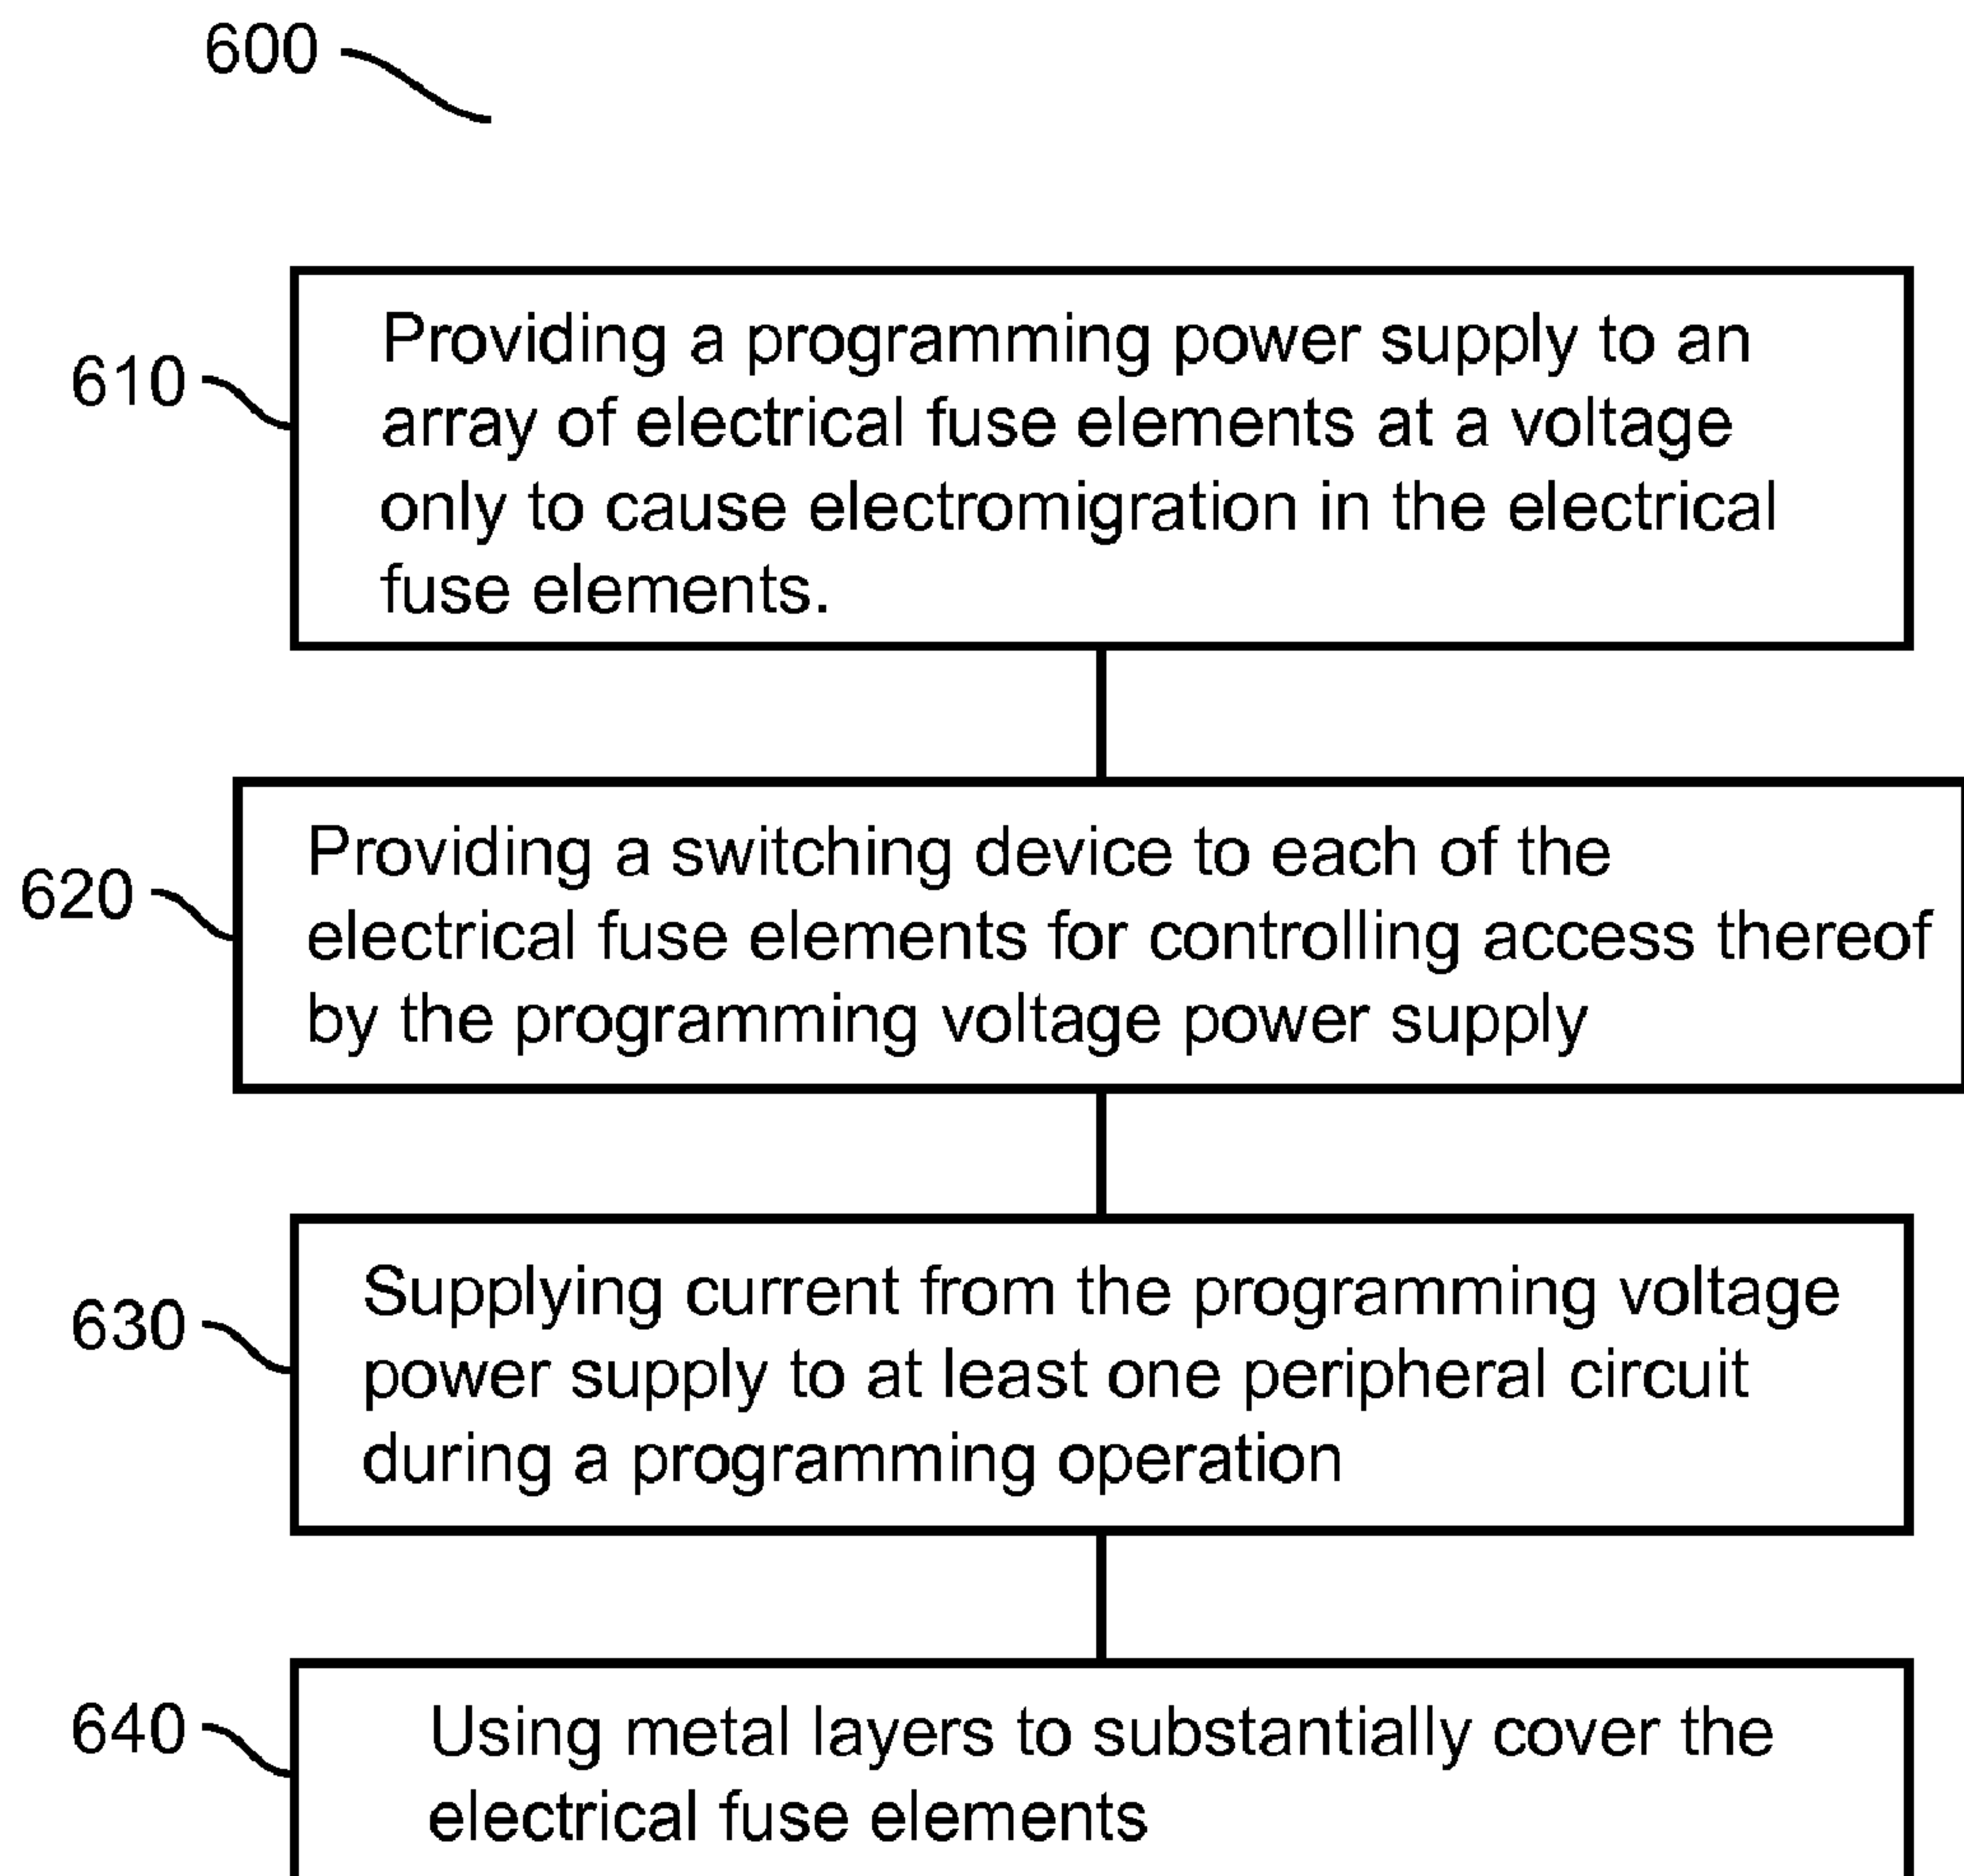 600
610
Providing a programming power supply to an
array of electrical fuse elements at a voltage
only to cause electromigration in the electrical
fuse elements.
620
Providing a switching device to each of the
electrical fuse elements for controlling access thereof
by the programming voltage power supply
630
Supplying current from the programming voltage
power supply to at least one peripheral circuit
during a programming operation
640
Using metal layers to substantially cover the
electrical fuse elements